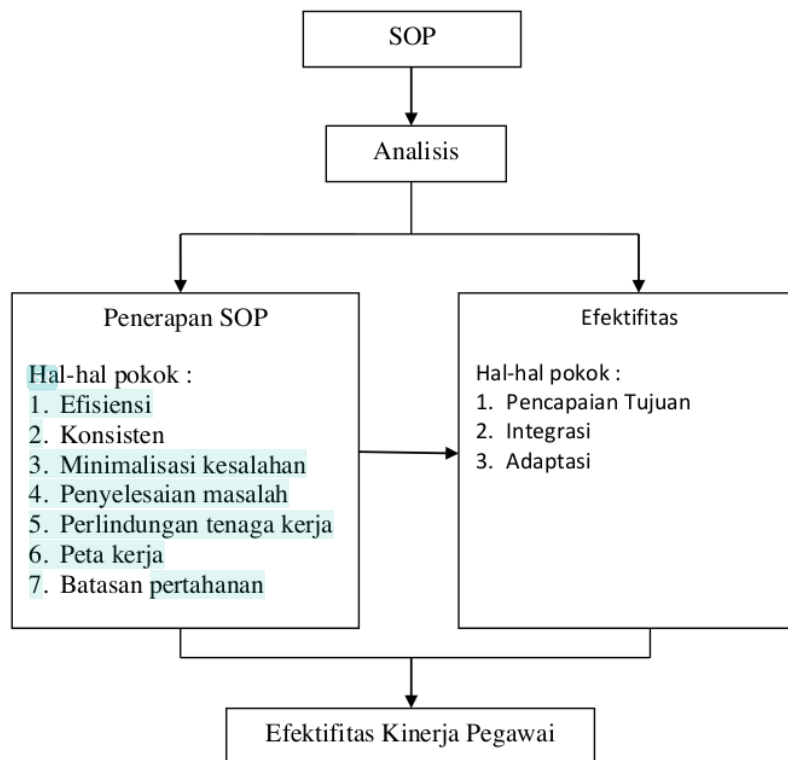 SOP
Analisis
Penerapan SOP
Hal-hal pokok :
1. Efisiensi
2. Konsisten
3. Minimalisasi kesalahan
4. Penyelesaian masalah
5. Perlindungan tenaga kerja
6. Peta kerja
7. Batasan pertahanan
Efektifitas
Hal-hal pokok :
1. Pencapaian Tujuan
2. Integrasi
3. Adaptasi
Efektifitas Kinerja Pegawai